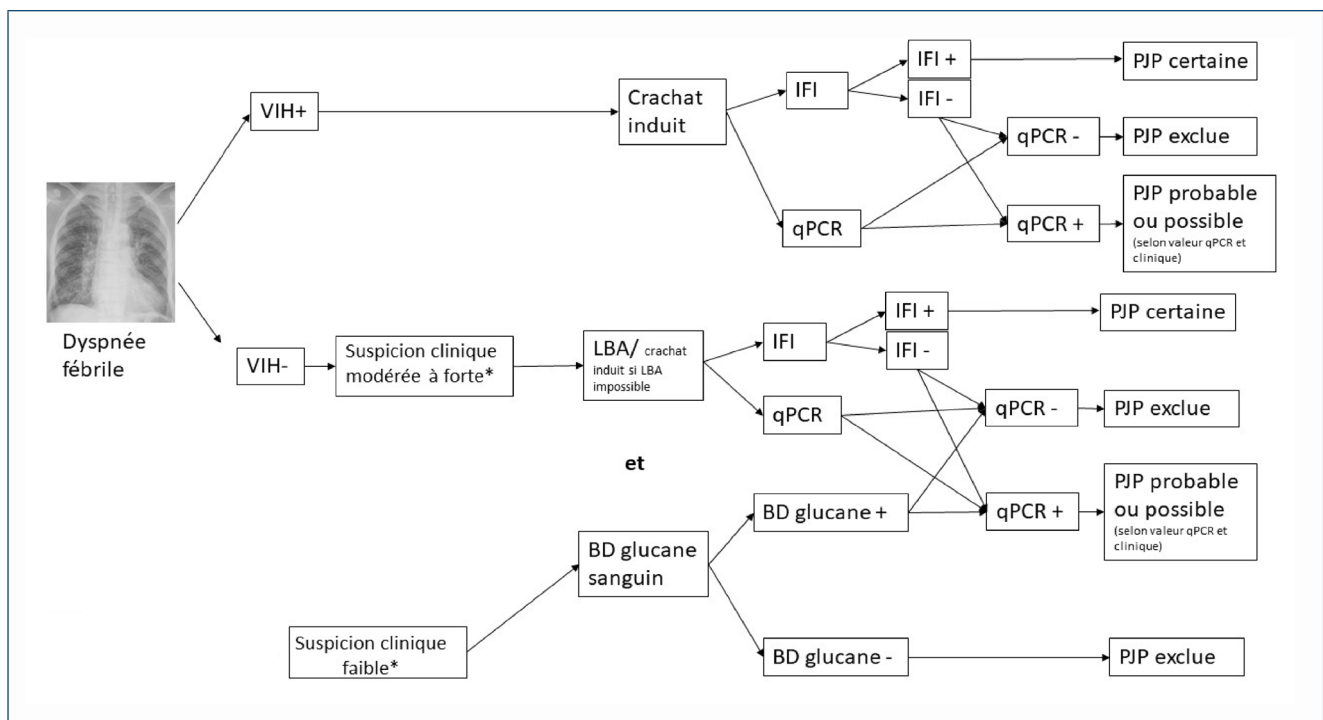 Dyspnée
fébrile
VIH+
Crachat
induit
IFI
IFI +
IFI -
PJP certaine
qPCR
qPCR -
PJP exclue
qPCR +
PJP probable
ou possible
(selon valeur qPCR et
clinique)
VIH-
Suspicion clinique
modérée à forte*
LBA/ crachat
induit si LBA
impossible
IFI
IFI +
IFI -
PJP certaine
qPCR
qPCR -
PJP exclue
et
BD glucane +
qPCR +
PJP probable
ou possible
(selon valeur qPCR et
clinique)
BD glucane
sanguin
Suspicion clinique
faible*
BD glucane -
PJP exclue